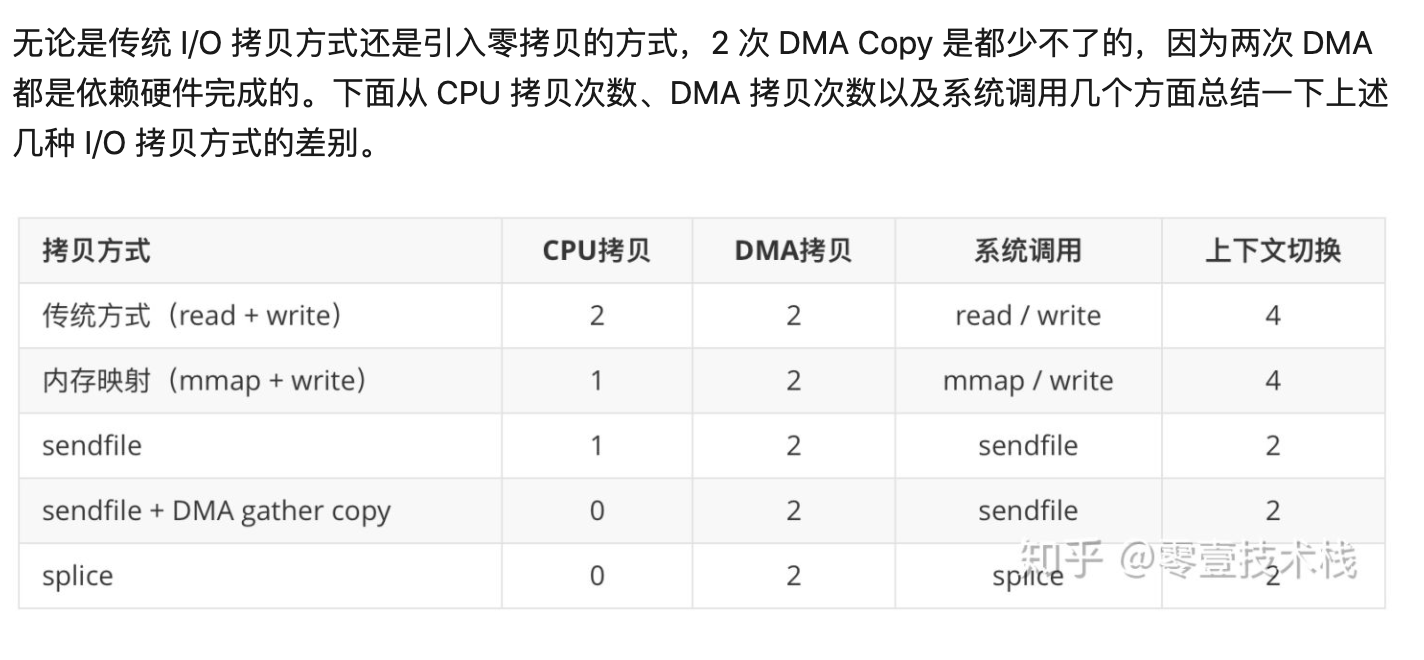 无论是传统 I/O 拷贝方式还是引入零拷贝的方式，2 次 DMA Copy 是都少不了的，因为两次 DMA
都是依赖硬件完成的。下面从 CPU 拷贝次数、DMA 拷贝次数以及系统调用几个方面总结一下上述
几种 I/O 拷贝方式的差别。
拷贝方式 CPU拷贝 DMA拷贝 系统调用 上下文切换
传统方式（read + write） 2 2 read / write 4
内存映射（mmap + write） 1 2 mmap / write 4
sendfile 1 2 sendfile 2
sendfile + DMA gather copy 0 2 sendfile 2
splice 0 2 splice 2
知乎 @零壹技术栈